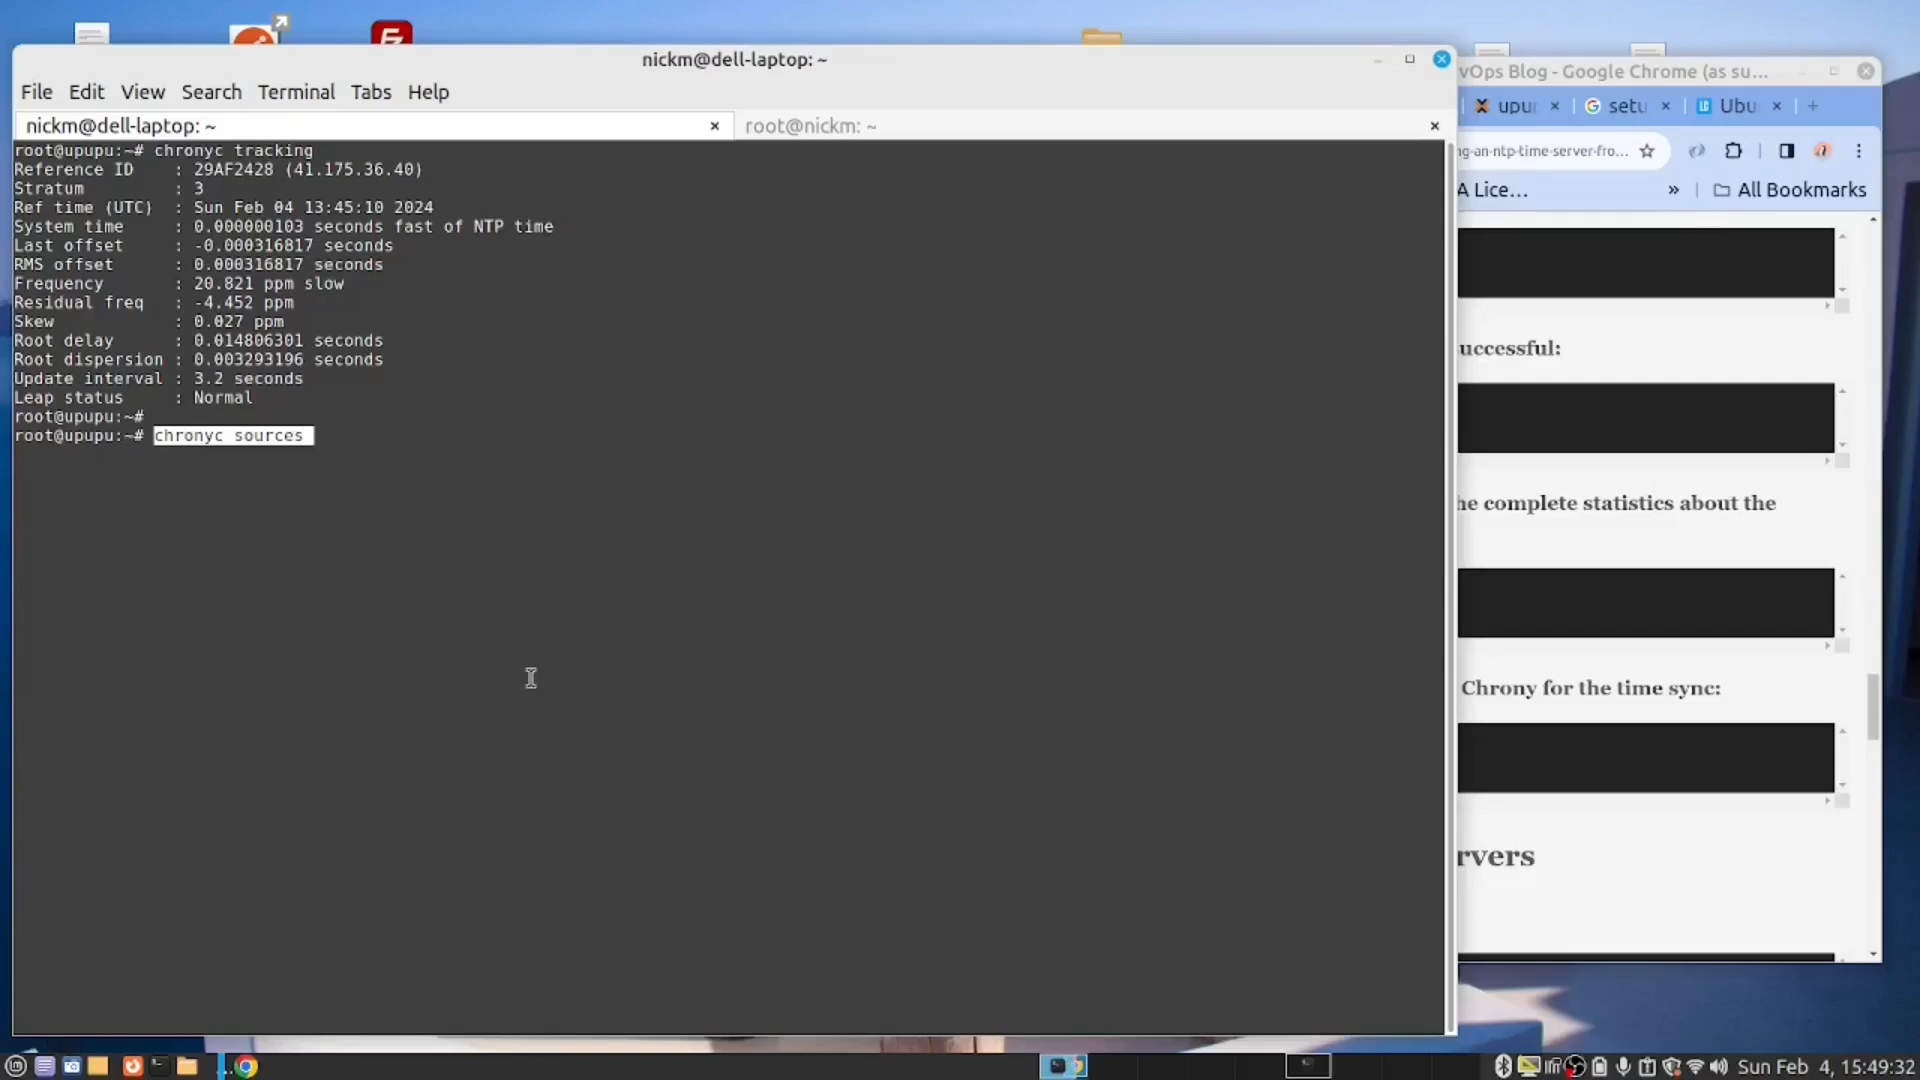 nickm@dell-laptop: ~
File Edit View Search Terminal Tabs Help
nickm@dell-laptop: ~
root@nickm: ~
root@upupu:~# chronyc tracking
Reference ID    : 29AF2428 (41.175.36.40)
Stratum         : 3
Ref time (UTC)  : Sun Feb 04 13:45:10 2024
System time     : 0.000000103 seconds fast of NTP time
Last offset     : -0.000316817 seconds
RMS offset      : 0.000316817 seconds
Frequency       : 20.821 ppm slow
Residual freq   : -4.452 ppm
Skew            : 0.027 ppm
Root delay      : 0.014806301 seconds
Root dispersion : 0.003293196 seconds
Update interval : 3.2 seconds
Leap status     : Normal
root@upupu:~#
root@upupu:~# chronyc sources
vOps Blog - Google Chrome (as su...
upu setu Ubu
ng-an-ntp-time-server-fro...
A Lice... » All Bookmarks
uccessful:
he complete statistics about the
Chrony for the time sync:
rvers
Sun Feb 4, 15:49:32